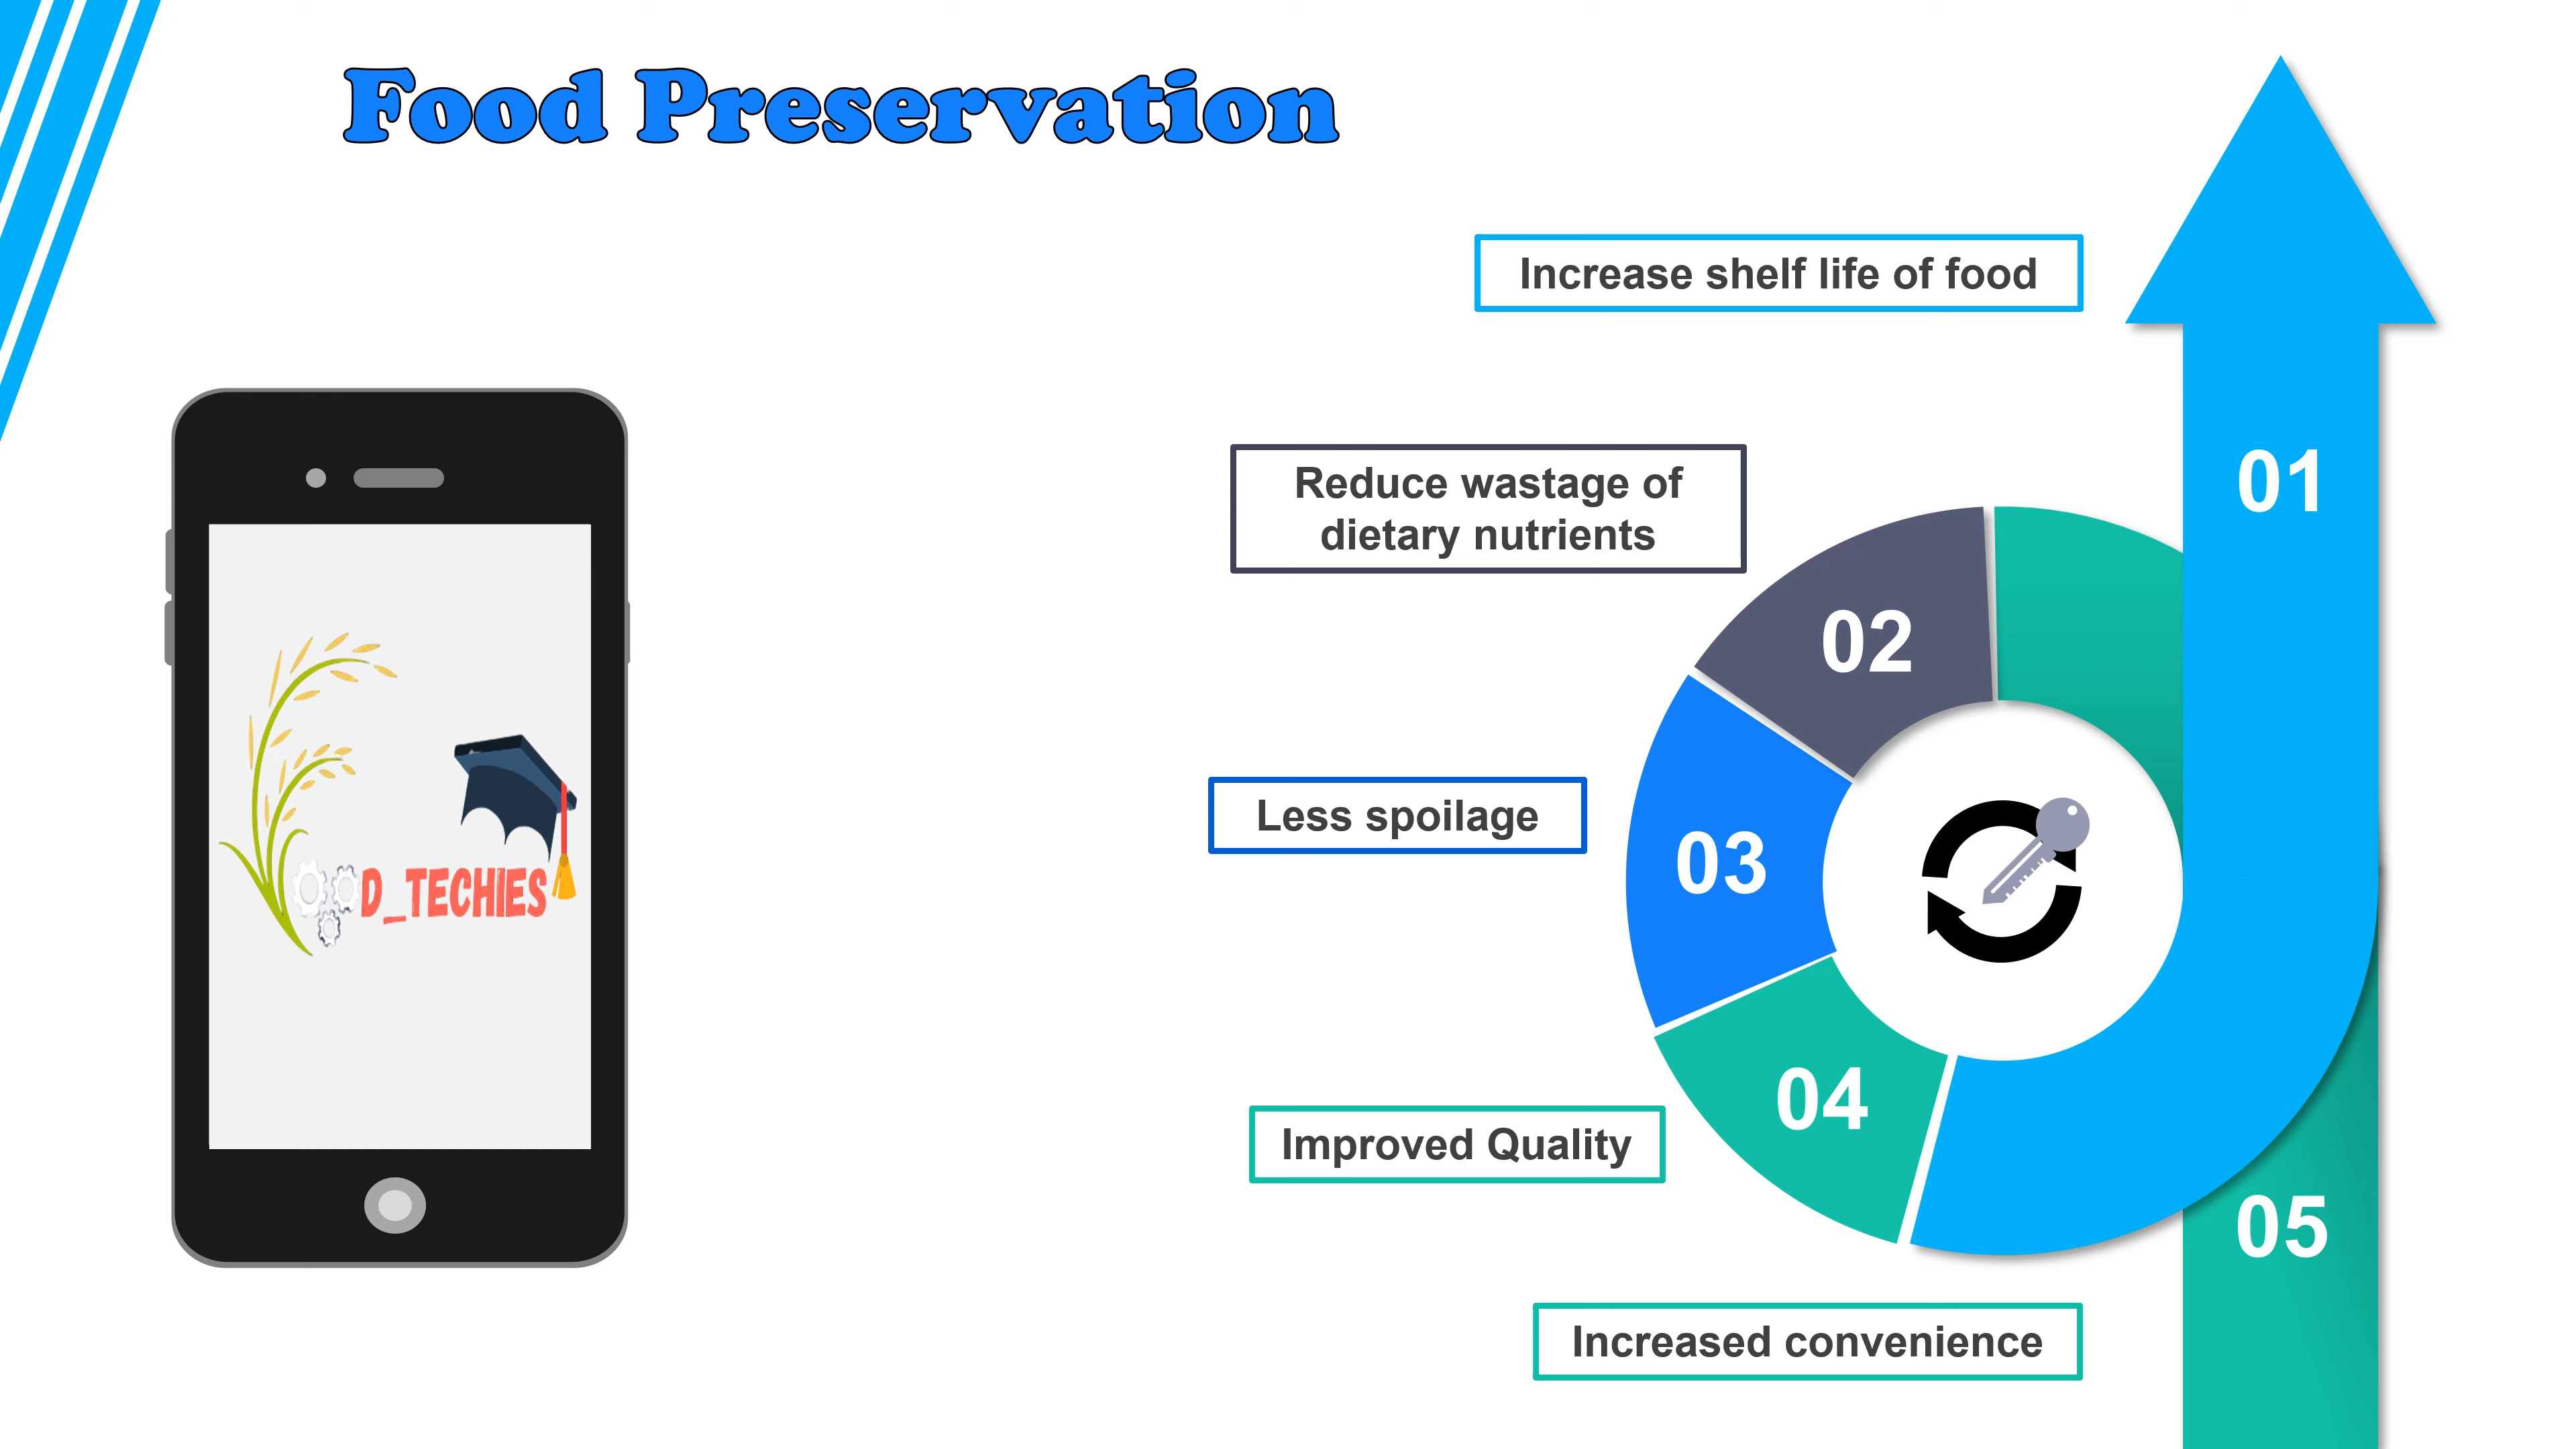 Food Preservation
Increase shelf life of food
01
Reduce wastage of
dietary nutrients
02
Less spoilage
03
D_TECHIES
Improved Quality
04
05
Increased convenience